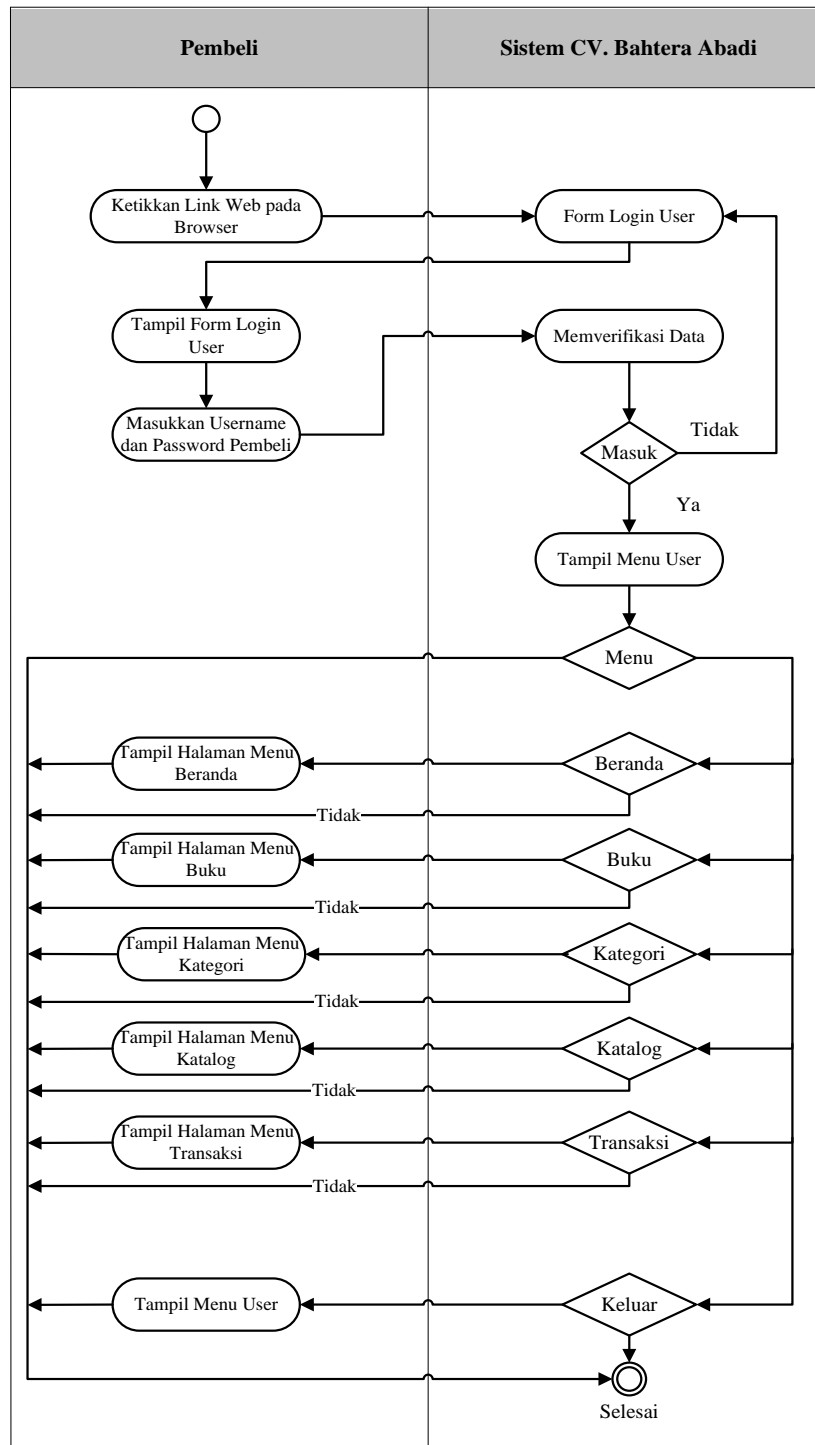 Pembeli
Sistem CV. Bahtera Abadi
Ketikkan Link Web pada
Browser
Form Login User
Tampil Form Login
User
Memverifikasi Data
Masukkan Username
dan Password Pembeli
Masuk
Tidak
Ya
Tampil Menu User
Menu
Tampil Halaman Menu
Beranda
Beranda
Tidak
Tampil Halaman Menu
Buku
Buku
Tidak
Tampil Halaman Menu
Kategori
Kategori
Tidak
Tampil Halaman Menu
Katalog
Katalog
Tidak
Tampil Halaman Menu
Transaksi
Transaksi
Tidak
Tampil Menu User
Keluar
Selesai